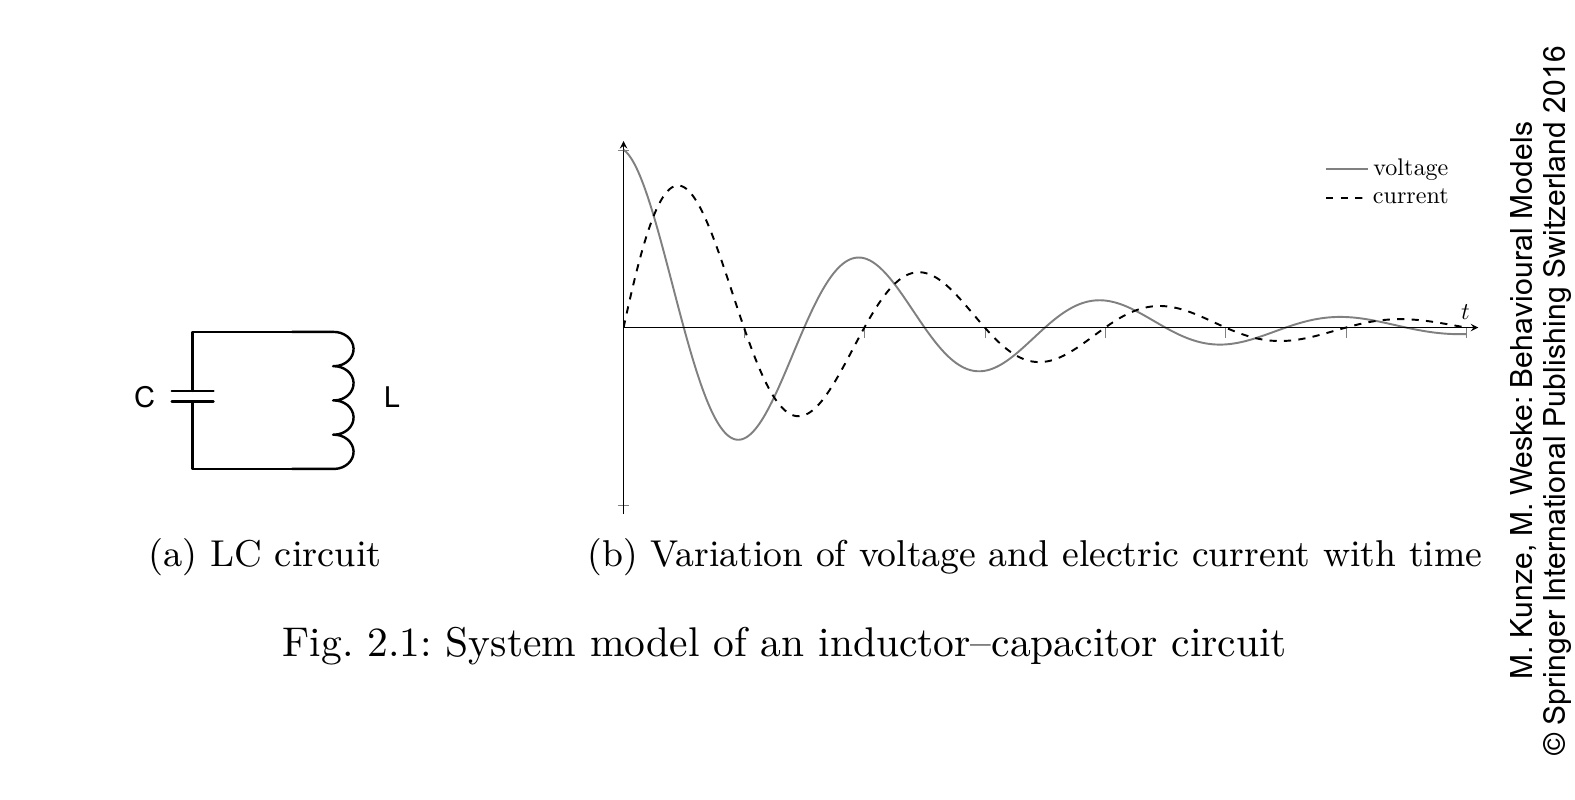 voltage
current
t
C
L
(a) LC circuit
(b) Variation of voltage and electric current with time
Fig. 2.1: System model of an inductor–capacitor circuit
M. Kunze, M. Weske: Behavioural Models
© Springer International Publishing Switzerland 2016